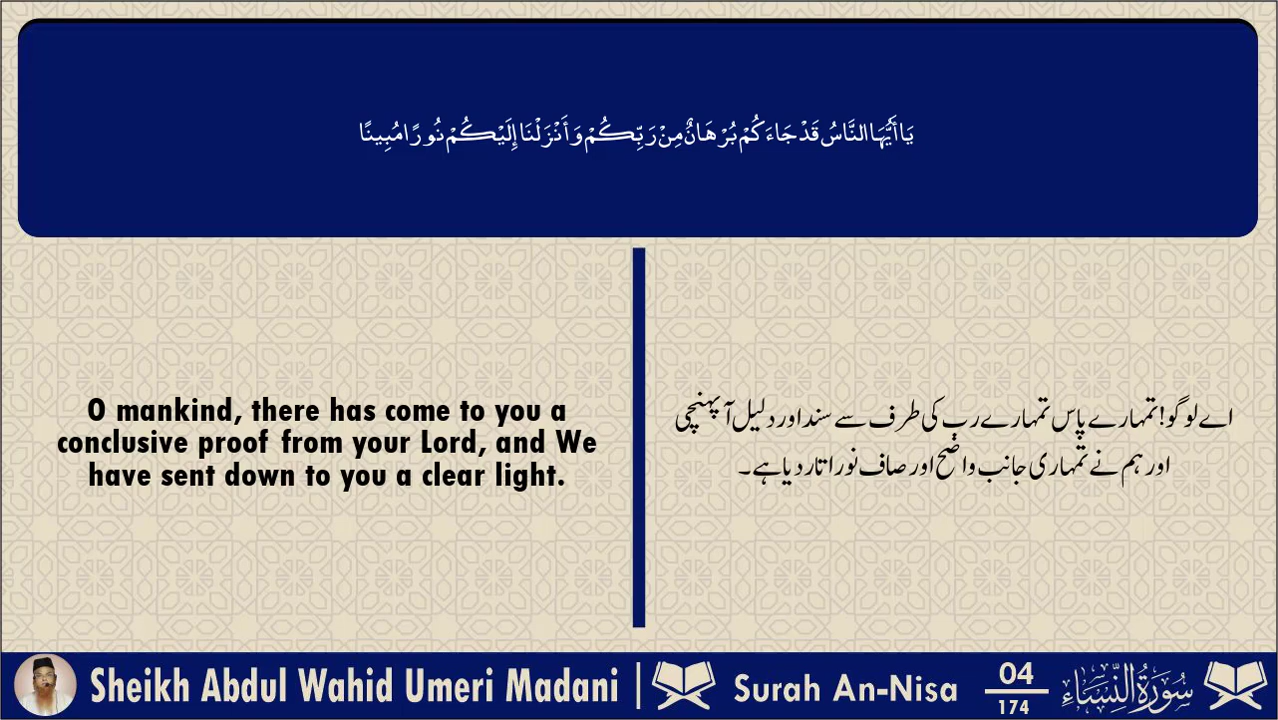 يَا أَيُّهَا النَّاسُ قَدْ جَاءَكُمْ بُرْهَانٌ مِنْ رَبِّكُمْ وَأَنْزَلْنَا إِلَيْكُمْ نُورًا مُبِينًا
O mankind, there has come to you a
conclusive proof from your Lord, and We
have sent down to you a clear light.
اے لوگو! تمہارے پاس تمہارے رب کی طرف سے سند اور دلیل آپہنچی
اور ہم نے تمہاری جانب واضح اور صاف نور اتار دیا ہے۔
Sheikh Abdul Wahid Umeri Madani | Surah An-Nisa 04
174
سُورَةُ النِّسَاء